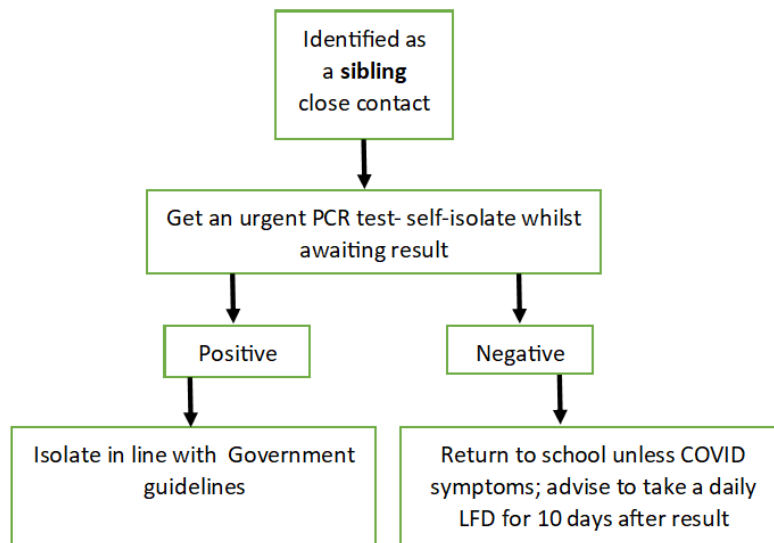 Identified as
a sibling
close contact
Get an urgent PCR test- self-isolate whilst
awaiting result
Positive
Negative
Isolate in line with Government
guidelines
Return to school unless COVID
symptoms; advise to take a daily
LFD for 10 days after result